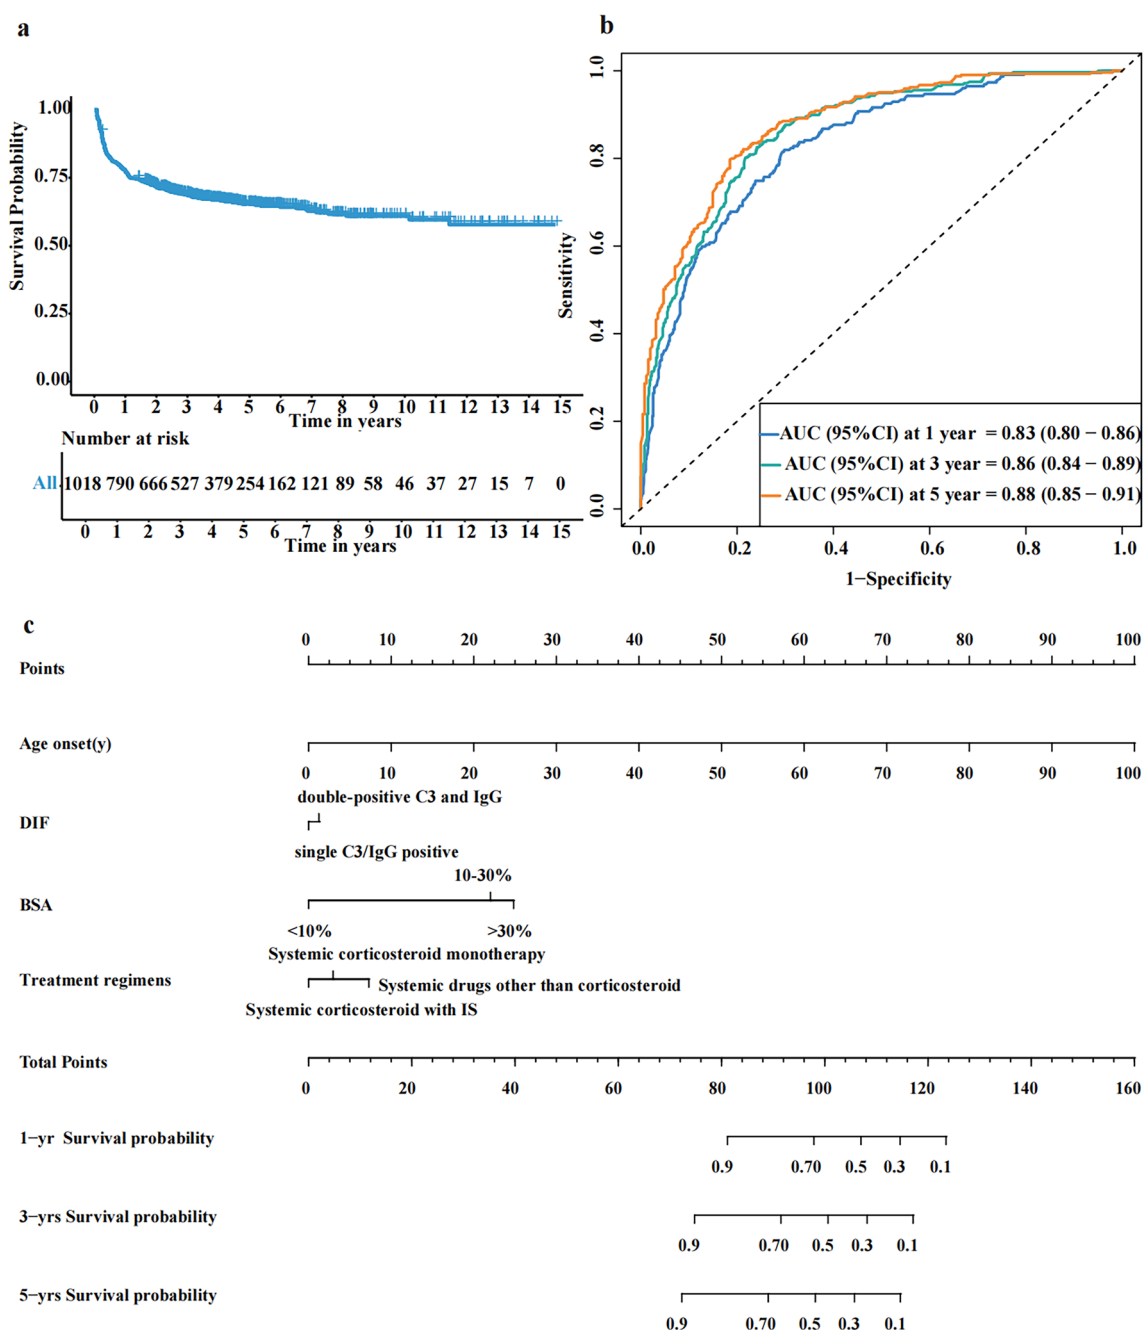 a
1.00
0.75
0.50
0.25
0.00
Survival Probability
0 1 2 3 4 5 6 7 8 9 10 11 12 13 14 15
Time in years
Number at risk
All 1018 790 666 527 379 254 162 121 89 58 46 37 27 15 7 0
0 1 2 3 4 5 6 7 8 9 10 11 12 13 14 15
Time in years
b
1.0
0.8
0.6
0.4
0.2
0.0
Sensitivity
AUC (95%CI) at 1 year = 0.83 (0.80 − 0.86)
AUC (95%CI) at 3 year = 0.86 (0.84 − 0.89)
AUC (95%CI) at 5 year = 0.88 (0.85 − 0.91)
0.0 0.2 0.4 0.6 0.8 1.0
1−Specificity
c
0 10 20 30 40 50 60 70 80 90 100
Points
Age onset(y)
0 10 20 30 40 50 60 70 80 90 100
double-positive C3 and IgG
DIF
single C3/IgG positive
10-30%
BSA
<10% >30%
Systemic corticosteroid monotherapy
Treatment regimens
Systemic drugs other than corticosteroid
Systemic corticosteroid with IS
Total Points
0 20 40 60 80 100 120 140 160
1−yr Survival probability
0.9 0.70 0.5 0.3 0.1
3−yrs Survival probability
0.9 0.70 0.5 0.3 0.1
5−yrs Survival probability
0.9 0.70 0.5 0.3 0.1